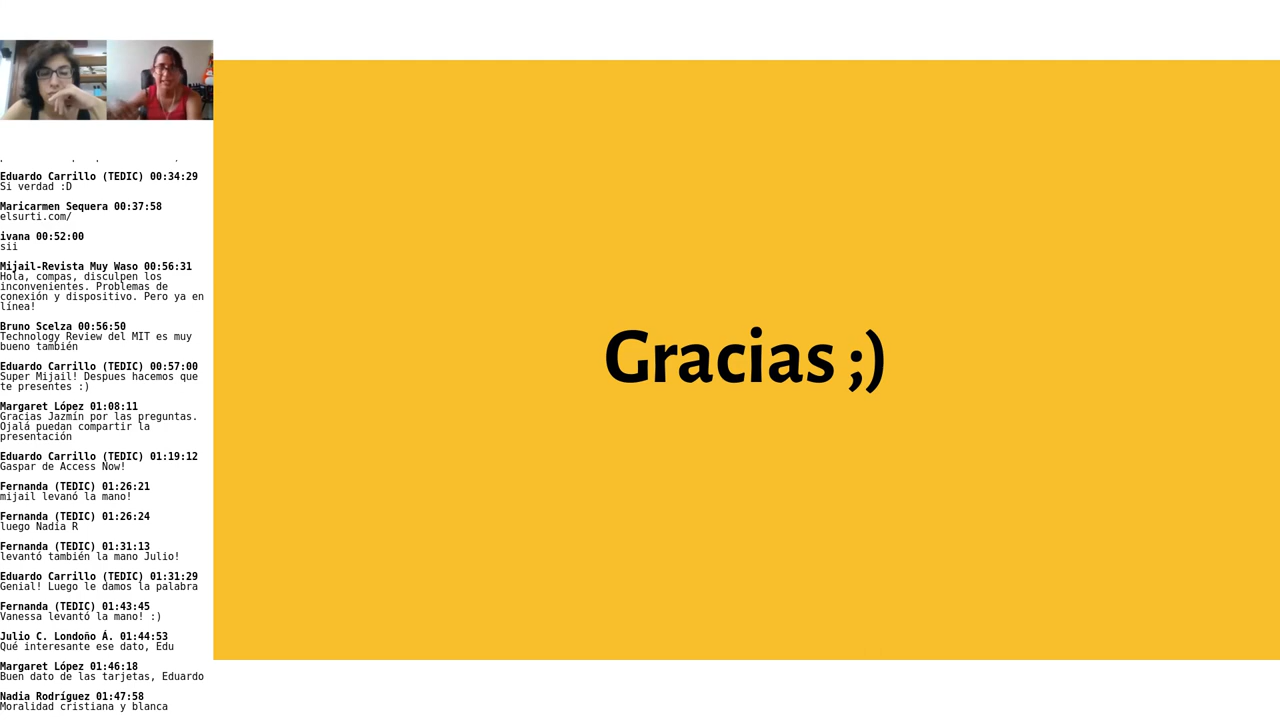 Eduardo Carrillo (TEDIC) 00:34:29
Si verdad :D
Maricarmen Sequera 00:37:58
elsurti.com/
ivana 00:52:00
sii
Mijail-Revista Muy Waso 00:56:31
Hola, compas, disculpen los
inconvenientes. Problemas de
conexión y dispositivo. Pero ya en
línea!
Bruno Scelza 00:56:50
Technology Review del MIT es muy
bueno también
Eduardo Carrillo (TEDIC) 00:57:00
Super Mijail! Despues hacemos que
te presentes :)
Margaret López 01:08:11
Gracias Jazmín por las preguntas.
Ojalá puedan compartir la
presentación
Eduardo Carrillo (TEDIC) 01:19:12
Gaspar de Access Now!
Fernanda (TEDIC) 01:26:21
mijail levanó la mano!
Fernanda (TEDIC) 01:26:24
luego Nadia R
Fernanda (TEDIC) 01:31:13
levantó también la mano Julio!
Eduardo Carrillo (TEDIC) 01:31:29
Genial! Luego le damos la palabra
Fernanda (TEDIC) 01:43:45
Vanessa levantó la mano! :)
Julio C. Londoño Á. 01:44:53
Qué interesante ese dato, Edu
Margaret López 01:46:18
Buen dato de las tarjetas, Eduardo
Nadia Rodríguez 01:47:58
Moralidad cristiana y blanca
Gracias ;)